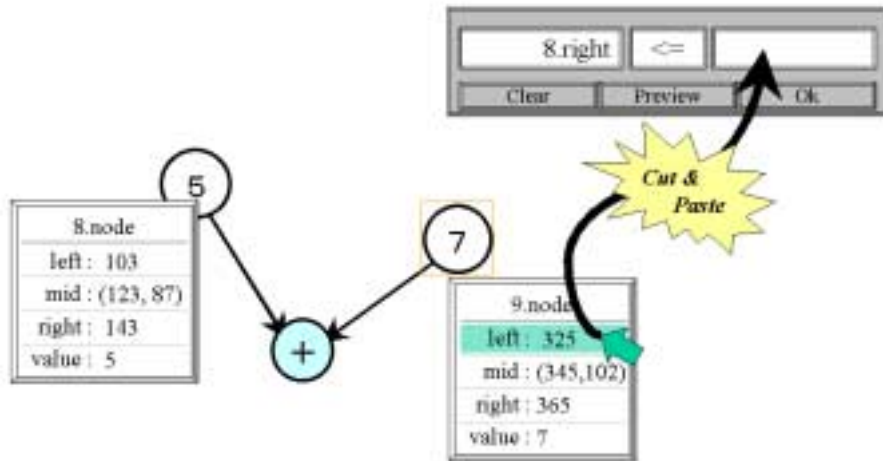 8.right <=
Clear Preview Ok
Cut &
Paste
5
8.node
left : 103
mid : (123, 87)
right : 143
value : 5
7
+
9.node
left : 325
mid : (345,102)
right : 365
value : 7